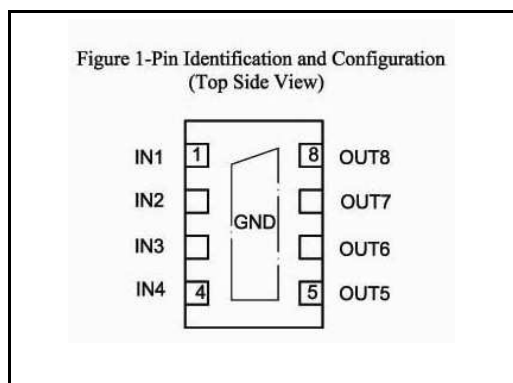 Figure 1-Pin Identification and Configuration
(Top Side View)
IN1 1 8 OUT8
IN2 OUT7
GND
IN3 OUT6
IN4 4 5 OUT5